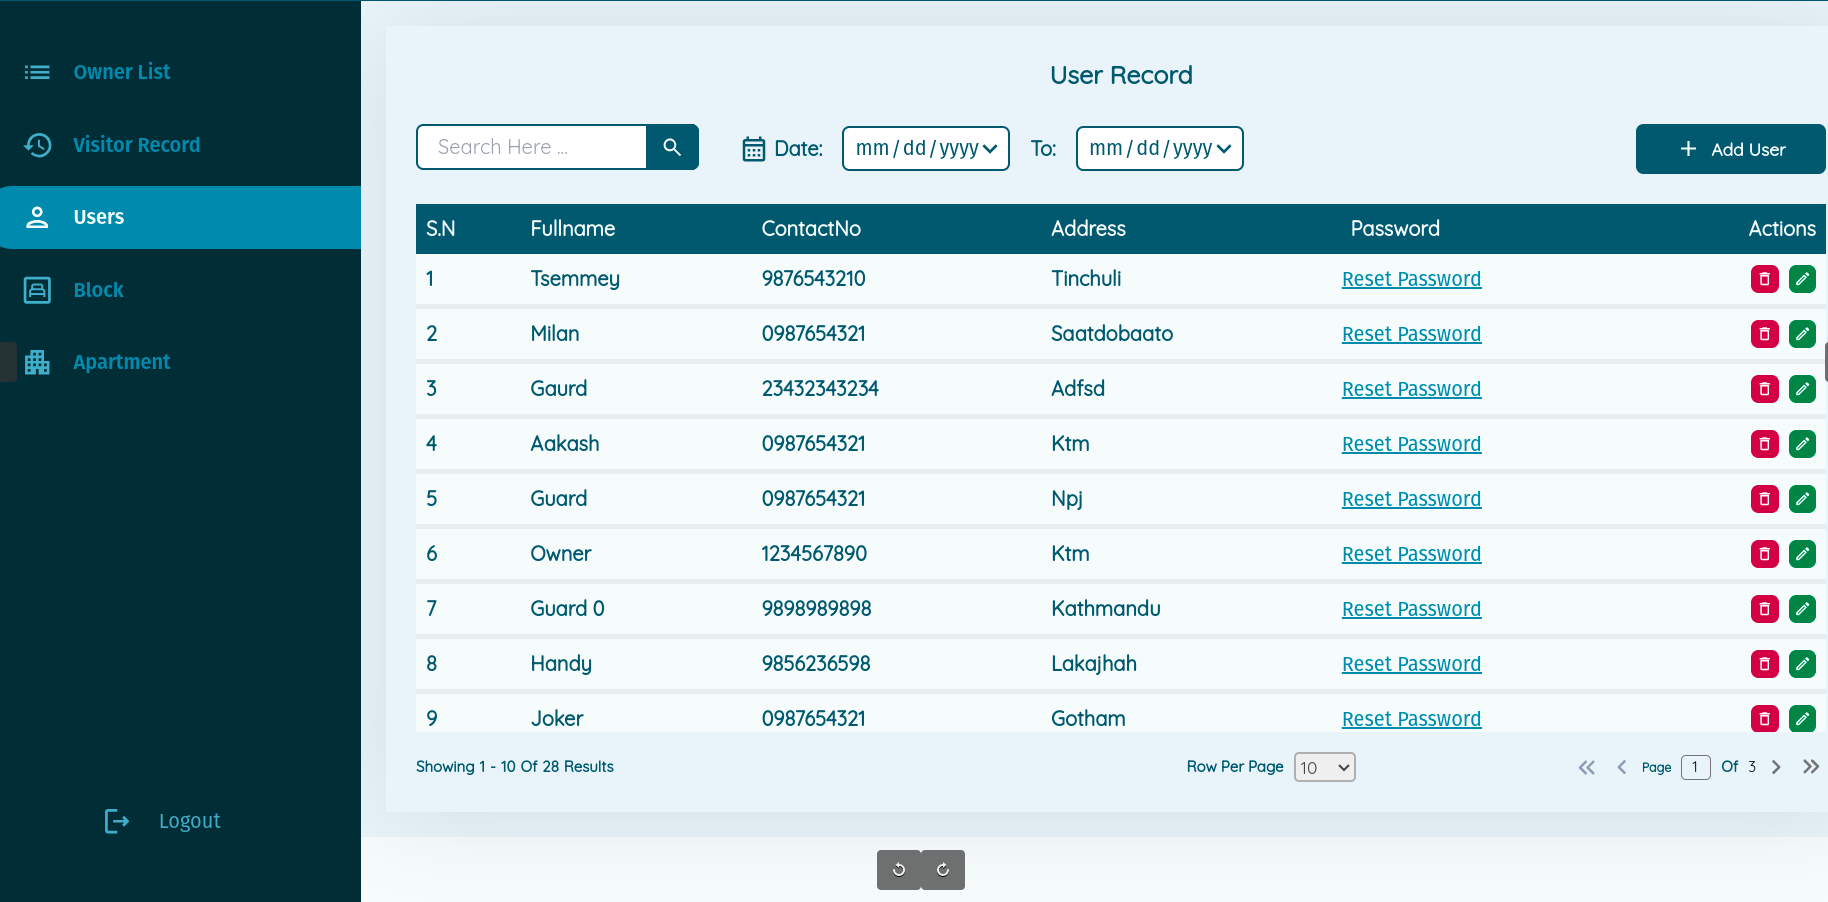 Owner List
Visitor Record
Users
Block
Apartment
Logout
User Record
Search Here ...
Date: mm/dd/yyyy To: mm/dd/yyyy
Add User
S.N Fullname ContactNo Address Password Actions
1 Tsemmey 9876543210 Tinchuli Reset Password
2 Milan 0987654321 Saatdobaato Reset Password
3 Gaurd 23432343234 Adfsd Reset Password
4 Aakash 0987654321 Ktm Reset Password
5 Guard 0987654321 Npj Reset Password
6 Owner 1234567890 Ktm Reset Password
7 Guard 0 9898989898 Kathmandu Reset Password
8 Handy 9856236598 Lakajhah Reset Password
9 Joker 0987654321 Gotham Reset Password
Showing 1 - 10 Of 28 Results Row Per Page 10 Page 1 Of 3